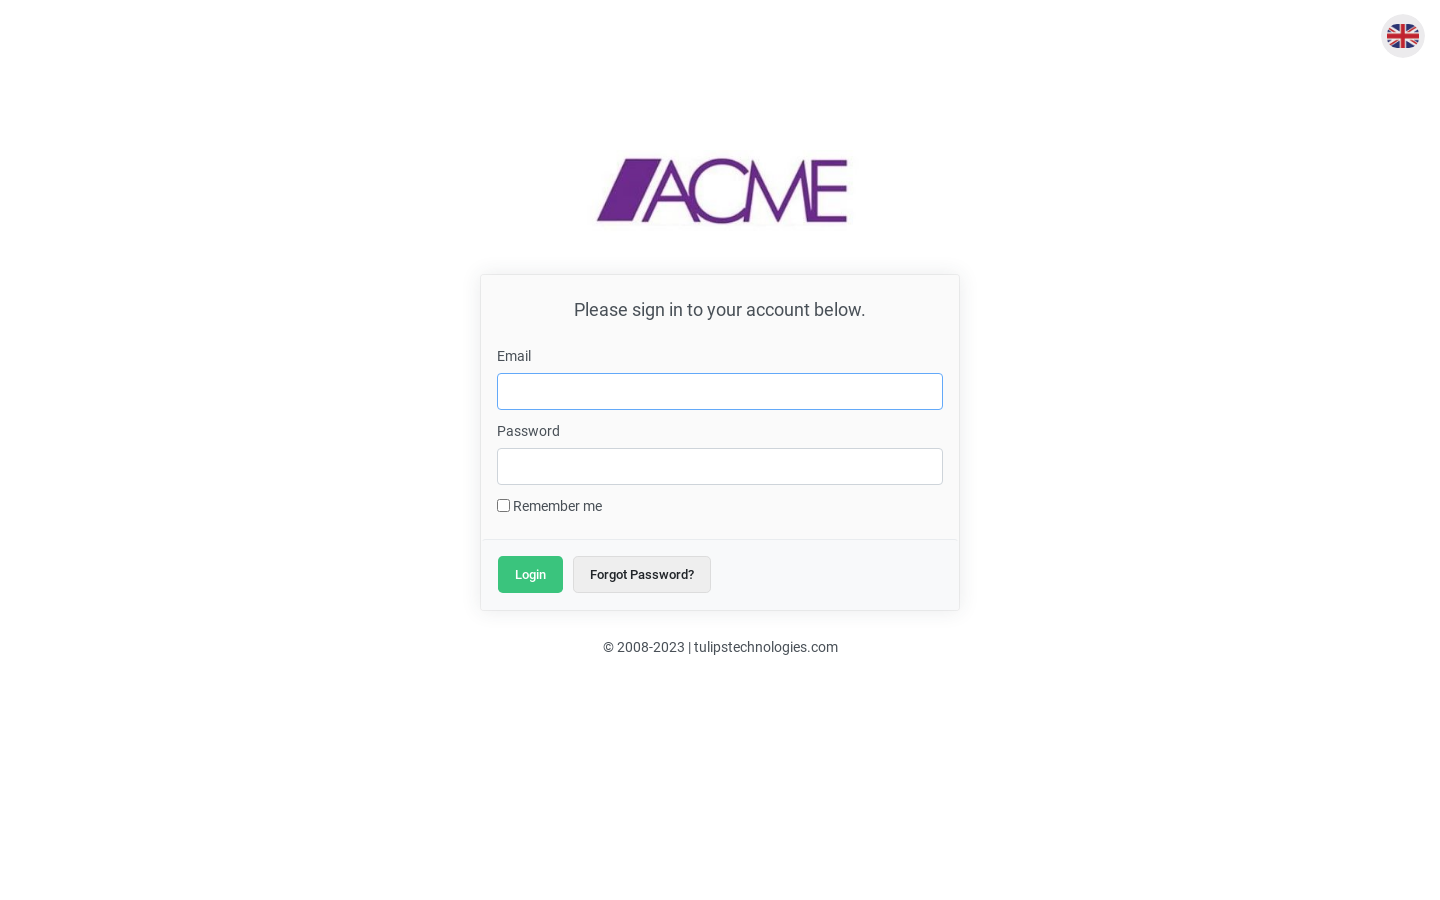 ACME
Please sign in to your account below.
Email
Password
Remember me
Login
Forgot Password?
© 2008-2023 | tulipstechnologies.com